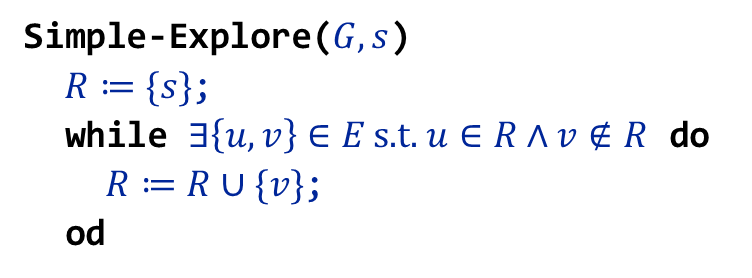 Simple-Explore(G,s)
R ≔ {s};
while ∃{u, v} ∈ E s.t. u ∈ R ∧ v ∉ R do
R ≔ R ∪ {v};
od